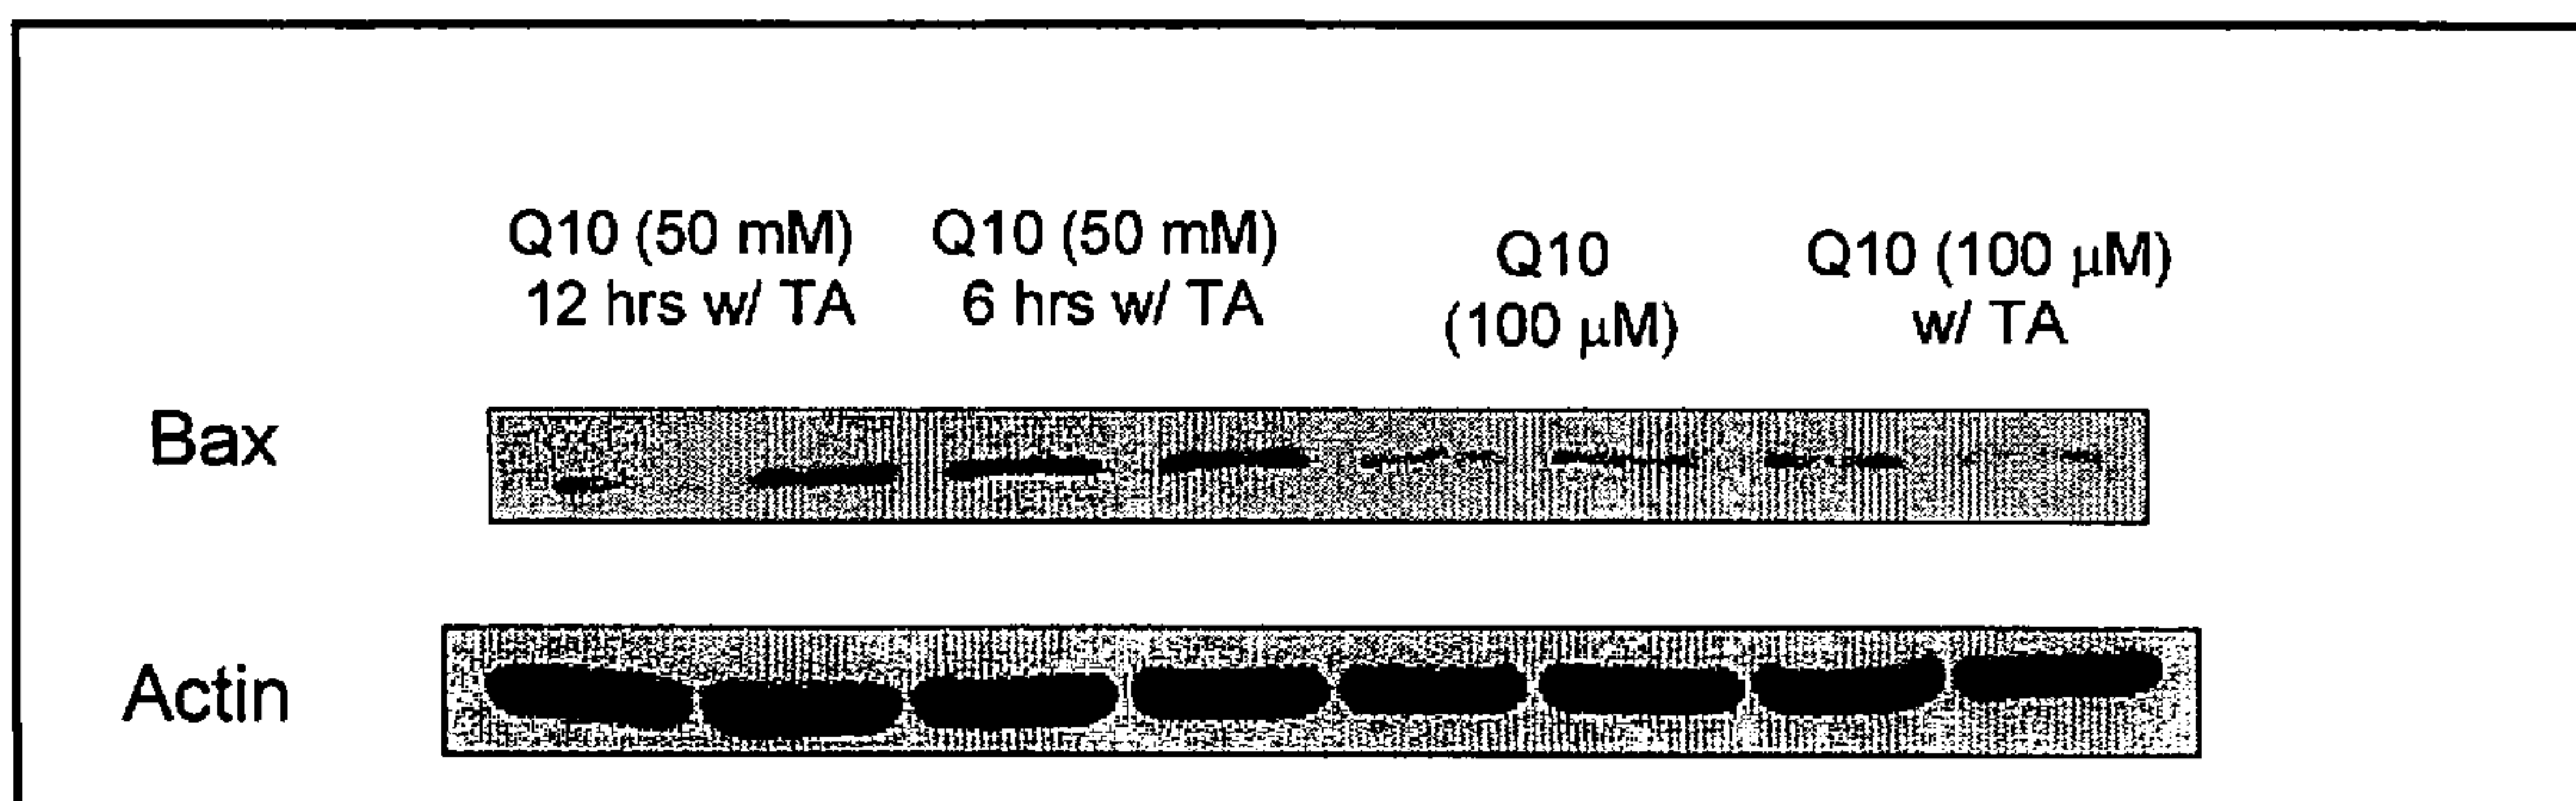 Q10 (50 mM) Q10 (50 mM) Q10 Q10 (100 μM)
12 hrs w/ TA 6 hrs w/ TA (100 μM) w/ TA
Bax
Actin